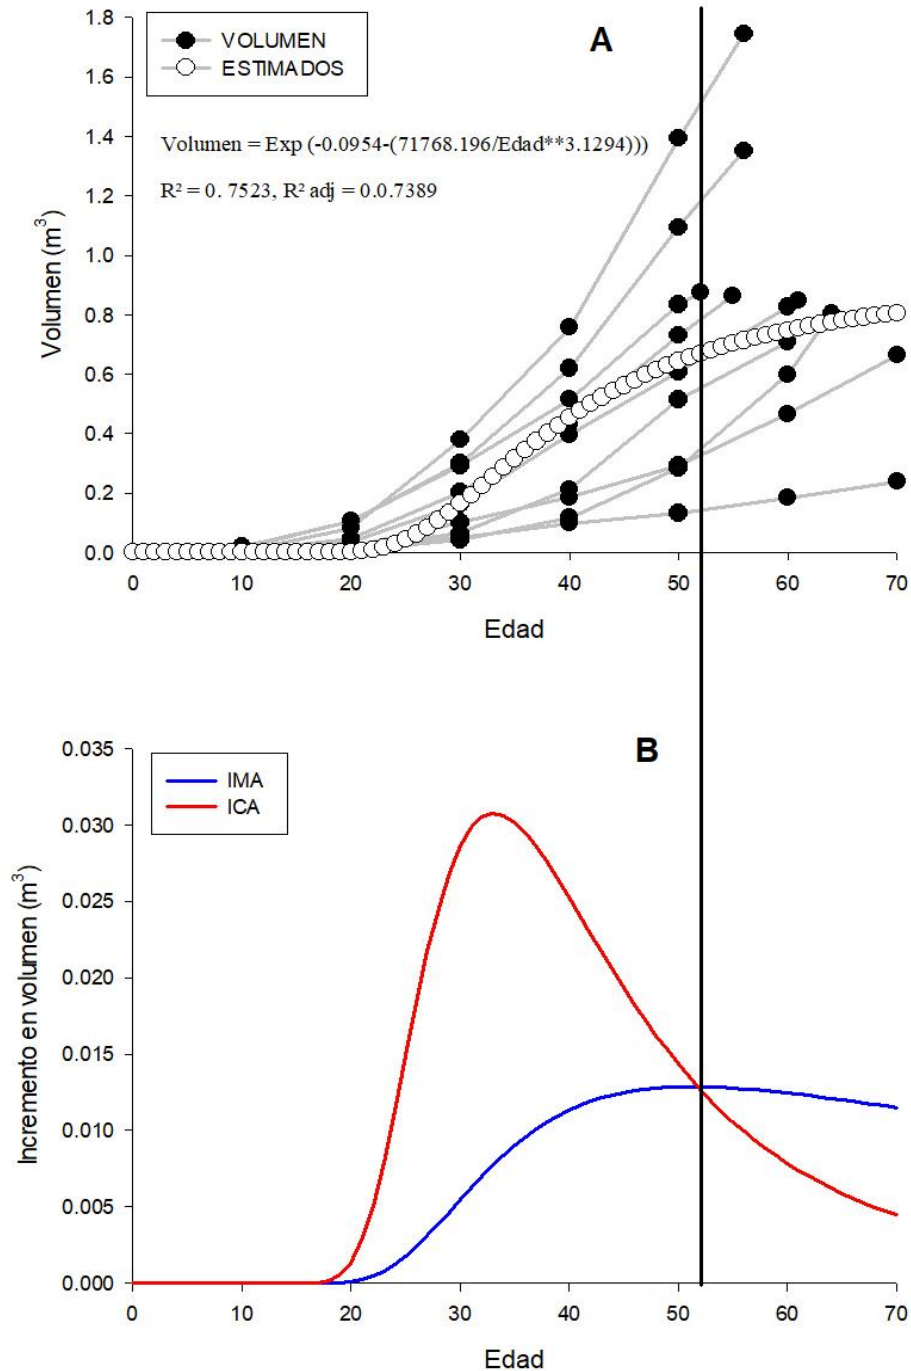 A
VOLUMEN
ESTIMADOS
Volumen = Exp (-0.0954-(71768.196/Edad**3.1294)))
R² = 0. 7523, R² adj = 0.0.7389
Volumen (m³)
1.8
1.6
1.4
1.2
1.0
0.8
0.6
0.4
0.2
0.0
0 10 20 30 40 50 60 70
Edad
B
IMA
ICA
Incremento en volumen (m³)
0.035
0.030
0.025
0.020
0.015
0.010
0.005
0.000
0 10 20 30 40 50 60 70
Edad